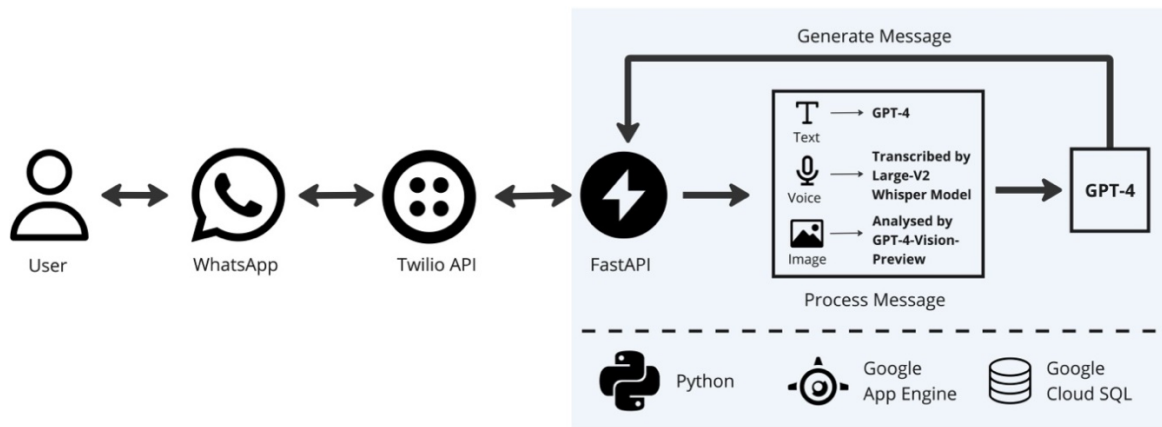 Generate Message
Text
GPT-4
Voice
Transcribed by
Large-V2
Whisper Model
Image
Analysed by
GPT-4-Vision-
Preview
GPT-4
User
WhatsApp
Twilio API
FastAPI
Process Message
Python
Google
App Engine
Google
Cloud SQL